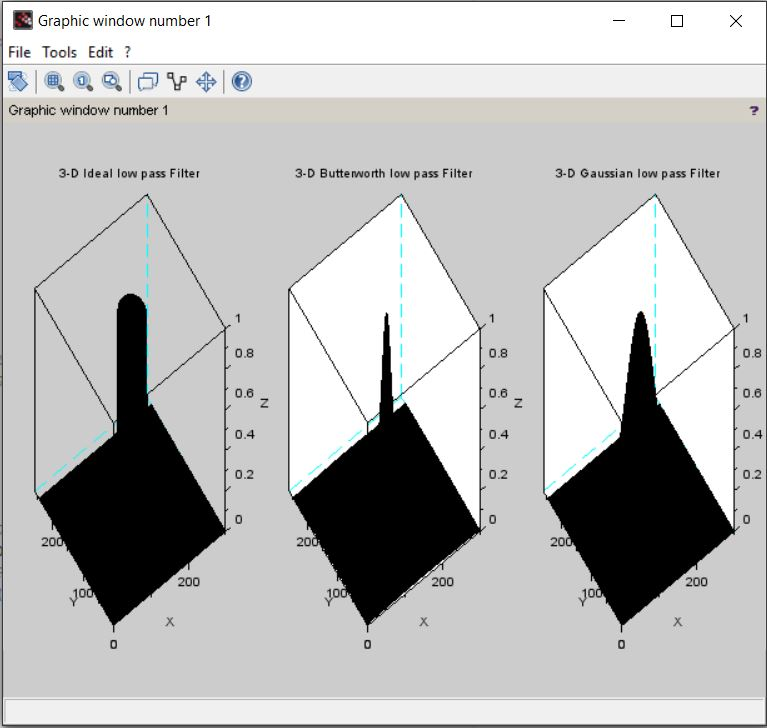 Graphic window number 1
File Tools Edit ?
Graphic window number 1 ?
3-D Ideal low pass Filter
1
0.8
0.6
Z
0.4
0.2
0
200
200
100
Y
X
0
3-D Butterworth low pass Filter
1
0.8
0.6
Z
0.4
0.2
0
200
200
100
Y
X
0
3-D Gaussian low pass Filter
1
0.8
0.6
0.4
0.2
0
200
200
100
Y
X
0